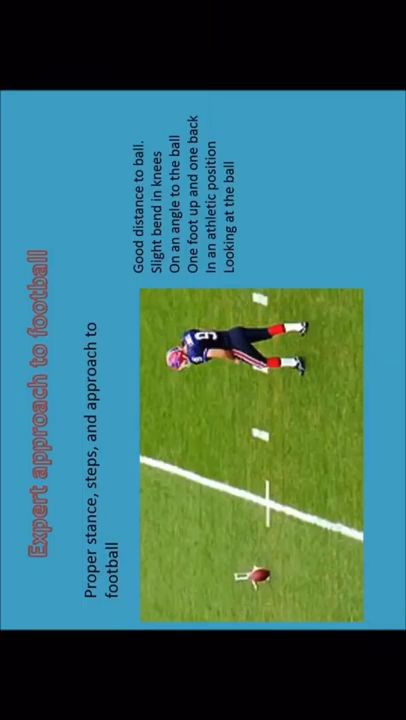 Expert approach to football
Proper stance, steps, and approach to
football
Good distance to ball.
Slight bend in knees
On an angle to the ball
One foot up and one back
In an athletic position
Looking at the ball
9